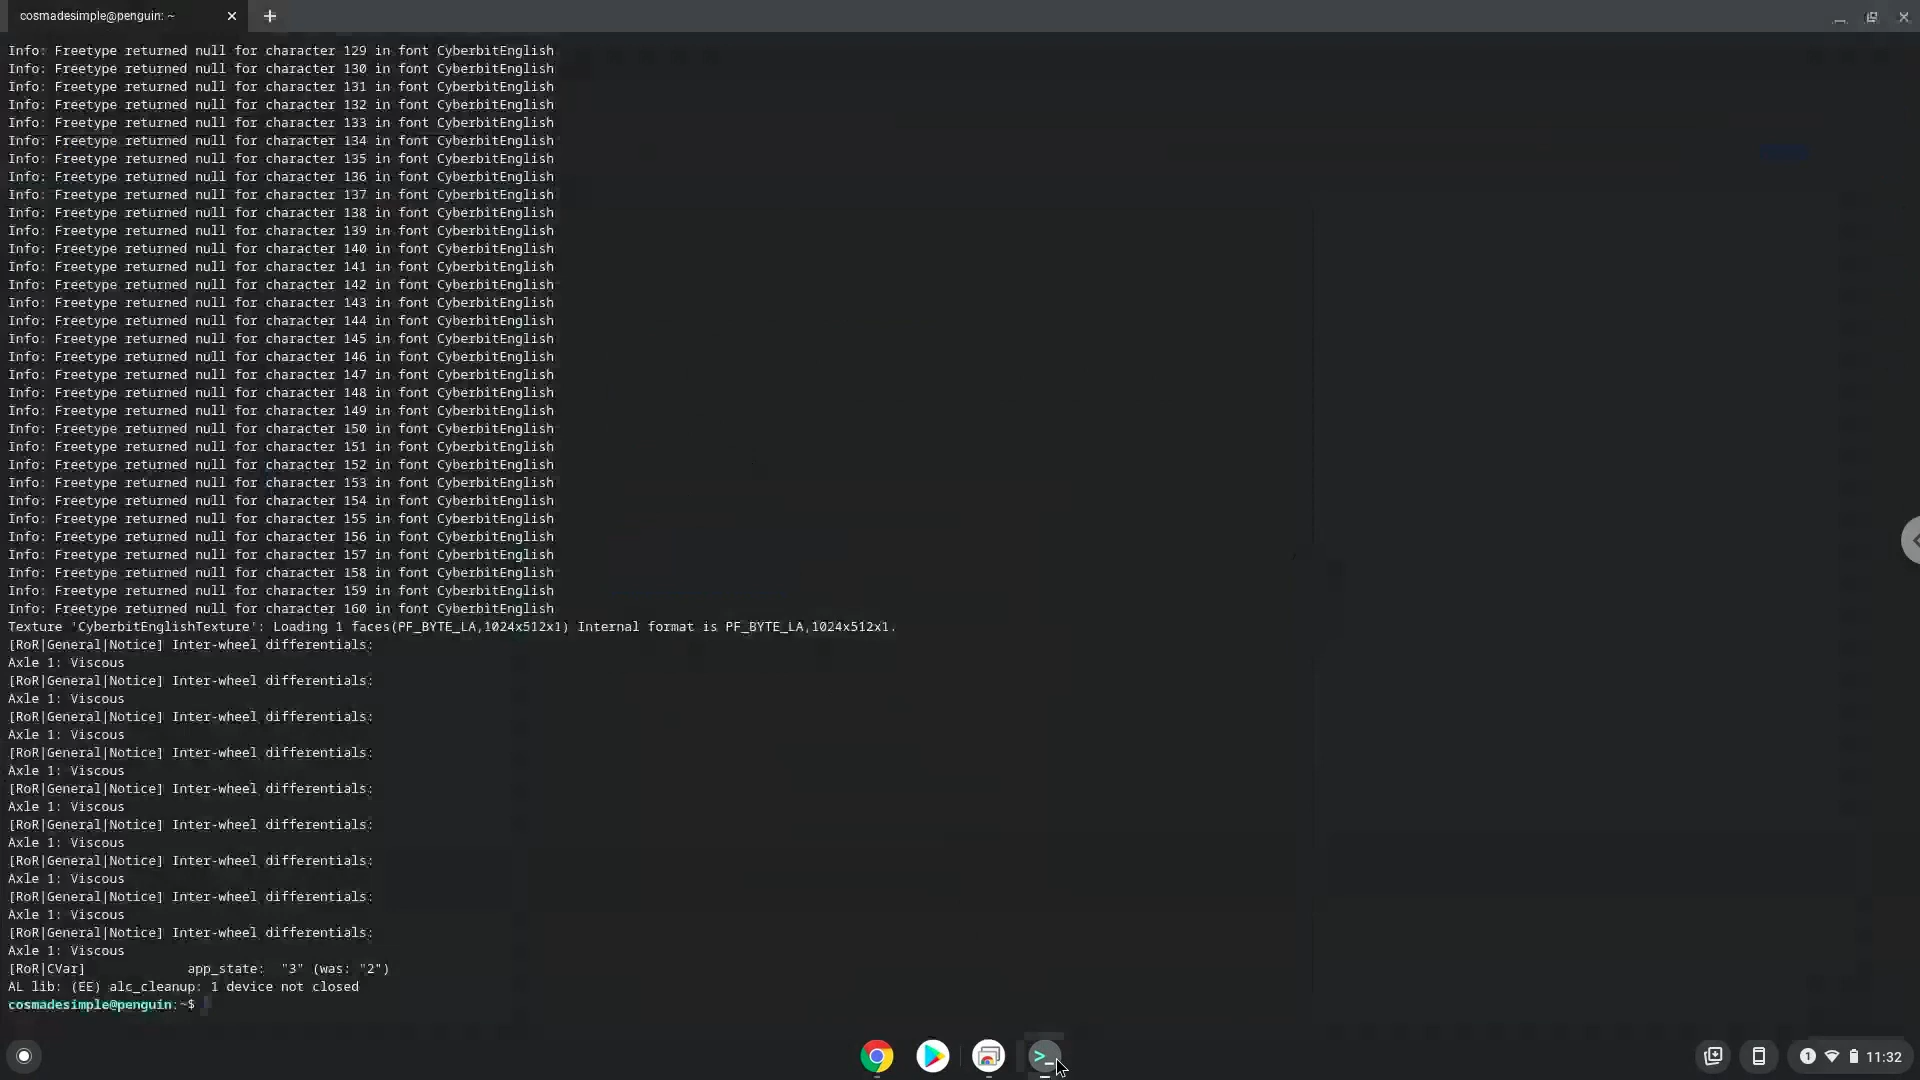 cosmadesimple@penguin: ~
Info: Freetype returned null for character 129 in font CyberbitEnglish
Info: Freetype returned null for character 130 in font CyberbitEnglish
Info: Freetype returned null for character 131 in font CyberbitEnglish
Info: Freetype returned null for character 132 in font CyberbitEnglish
Info: Freetype returned null for character 133 in font CyberbitEnglish
Info: Freetype returned null for character 134 in font CyberbitEnglish
Info: Freetype returned null for character 135 in font CyberbitEnglish
Info: Freetype returned null for character 136 in font CyberbitEnglish
Info: Freetype returned null for character 137 in font CyberbitEnglish
Info: Freetype returned null for character 138 in font CyberbitEnglish
Info: Freetype returned null for character 139 in font CyberbitEnglish
Info: Freetype returned null for character 140 in font CyberbitEnglish
Info: Freetype returned null for character 141 in font CyberbitEnglish
Info: Freetype returned null for character 142 in font CyberbitEnglish
Info: Freetype returned null for character 143 in font CyberbitEnglish
Info: Freetype returned null for character 144 in font CyberbitEnglish
Info: Freetype returned null for character 145 in font CyberbitEnglish
Info: Freetype returned null for character 146 in font CyberbitEnglish
Info: Freetype returned null for character 147 in font CyberbitEnglish
Info: Freetype returned null for character 148 in font CyberbitEnglish
Info: Freetype returned null for character 149 in font CyberbitEnglish
Info: Freetype returned null for character 150 in font CyberbitEnglish
Info: Freetype returned null for character 151 in font CyberbitEnglish
Info: Freetype returned null for character 152 in font CyberbitEnglish
Info: Freetype returned null for character 153 in font CyberbitEnglish
Info: Freetype returned null for character 154 in font CyberbitEnglish
Info: Freetype returned null for character 155 in font CyberbitEnglish
Info: Freetype returned null for character 156 in font CyberbitEnglish
Info: Freetype returned null for character 157 in font CyberbitEnglish
Info: Freetype returned null for character 158 in font CyberbitEnglish
Info: Freetype returned null for character 159 in font CyberbitEnglish
Info: Freetype returned null for character 160 in font CyberbitEnglish
Texture 'CyberbitEnglishTexture': Loading 1 faces(PF_BYTE_LA,1024x512x1) Internal format is PF_BYTE_LA,1024x512x1.
[RoR|General|Notice] Inter-wheel differentials:
Axle 1: Viscous
[RoR|General|Notice] Inter-wheel differentials:
Axle 1: Viscous
[RoR|General|Notice] Inter-wheel differentials:
Axle 1: Viscous
[RoR|General|Notice] Inter-wheel differentials:
Axle 1: Viscous
[RoR|General|Notice] Inter-wheel differentials:
Axle 1: Viscous
[RoR|General|Notice] Inter-wheel differentials:
Axle 1: Viscous
[RoR|General|Notice] Inter-wheel differentials:
Axle 1: Viscous
[RoR|General|Notice] Inter-wheel differentials:
Axle 1: Viscous
[RoR|General|Notice] Inter-wheel differentials:
Axle 1: Viscous
[RoR|CVar]             app_state:  "3" (was: "2")
AL lib: (EE) alc_cleanup: 1 device not closed
cosmadesimple@penguin:~$
1 11:32